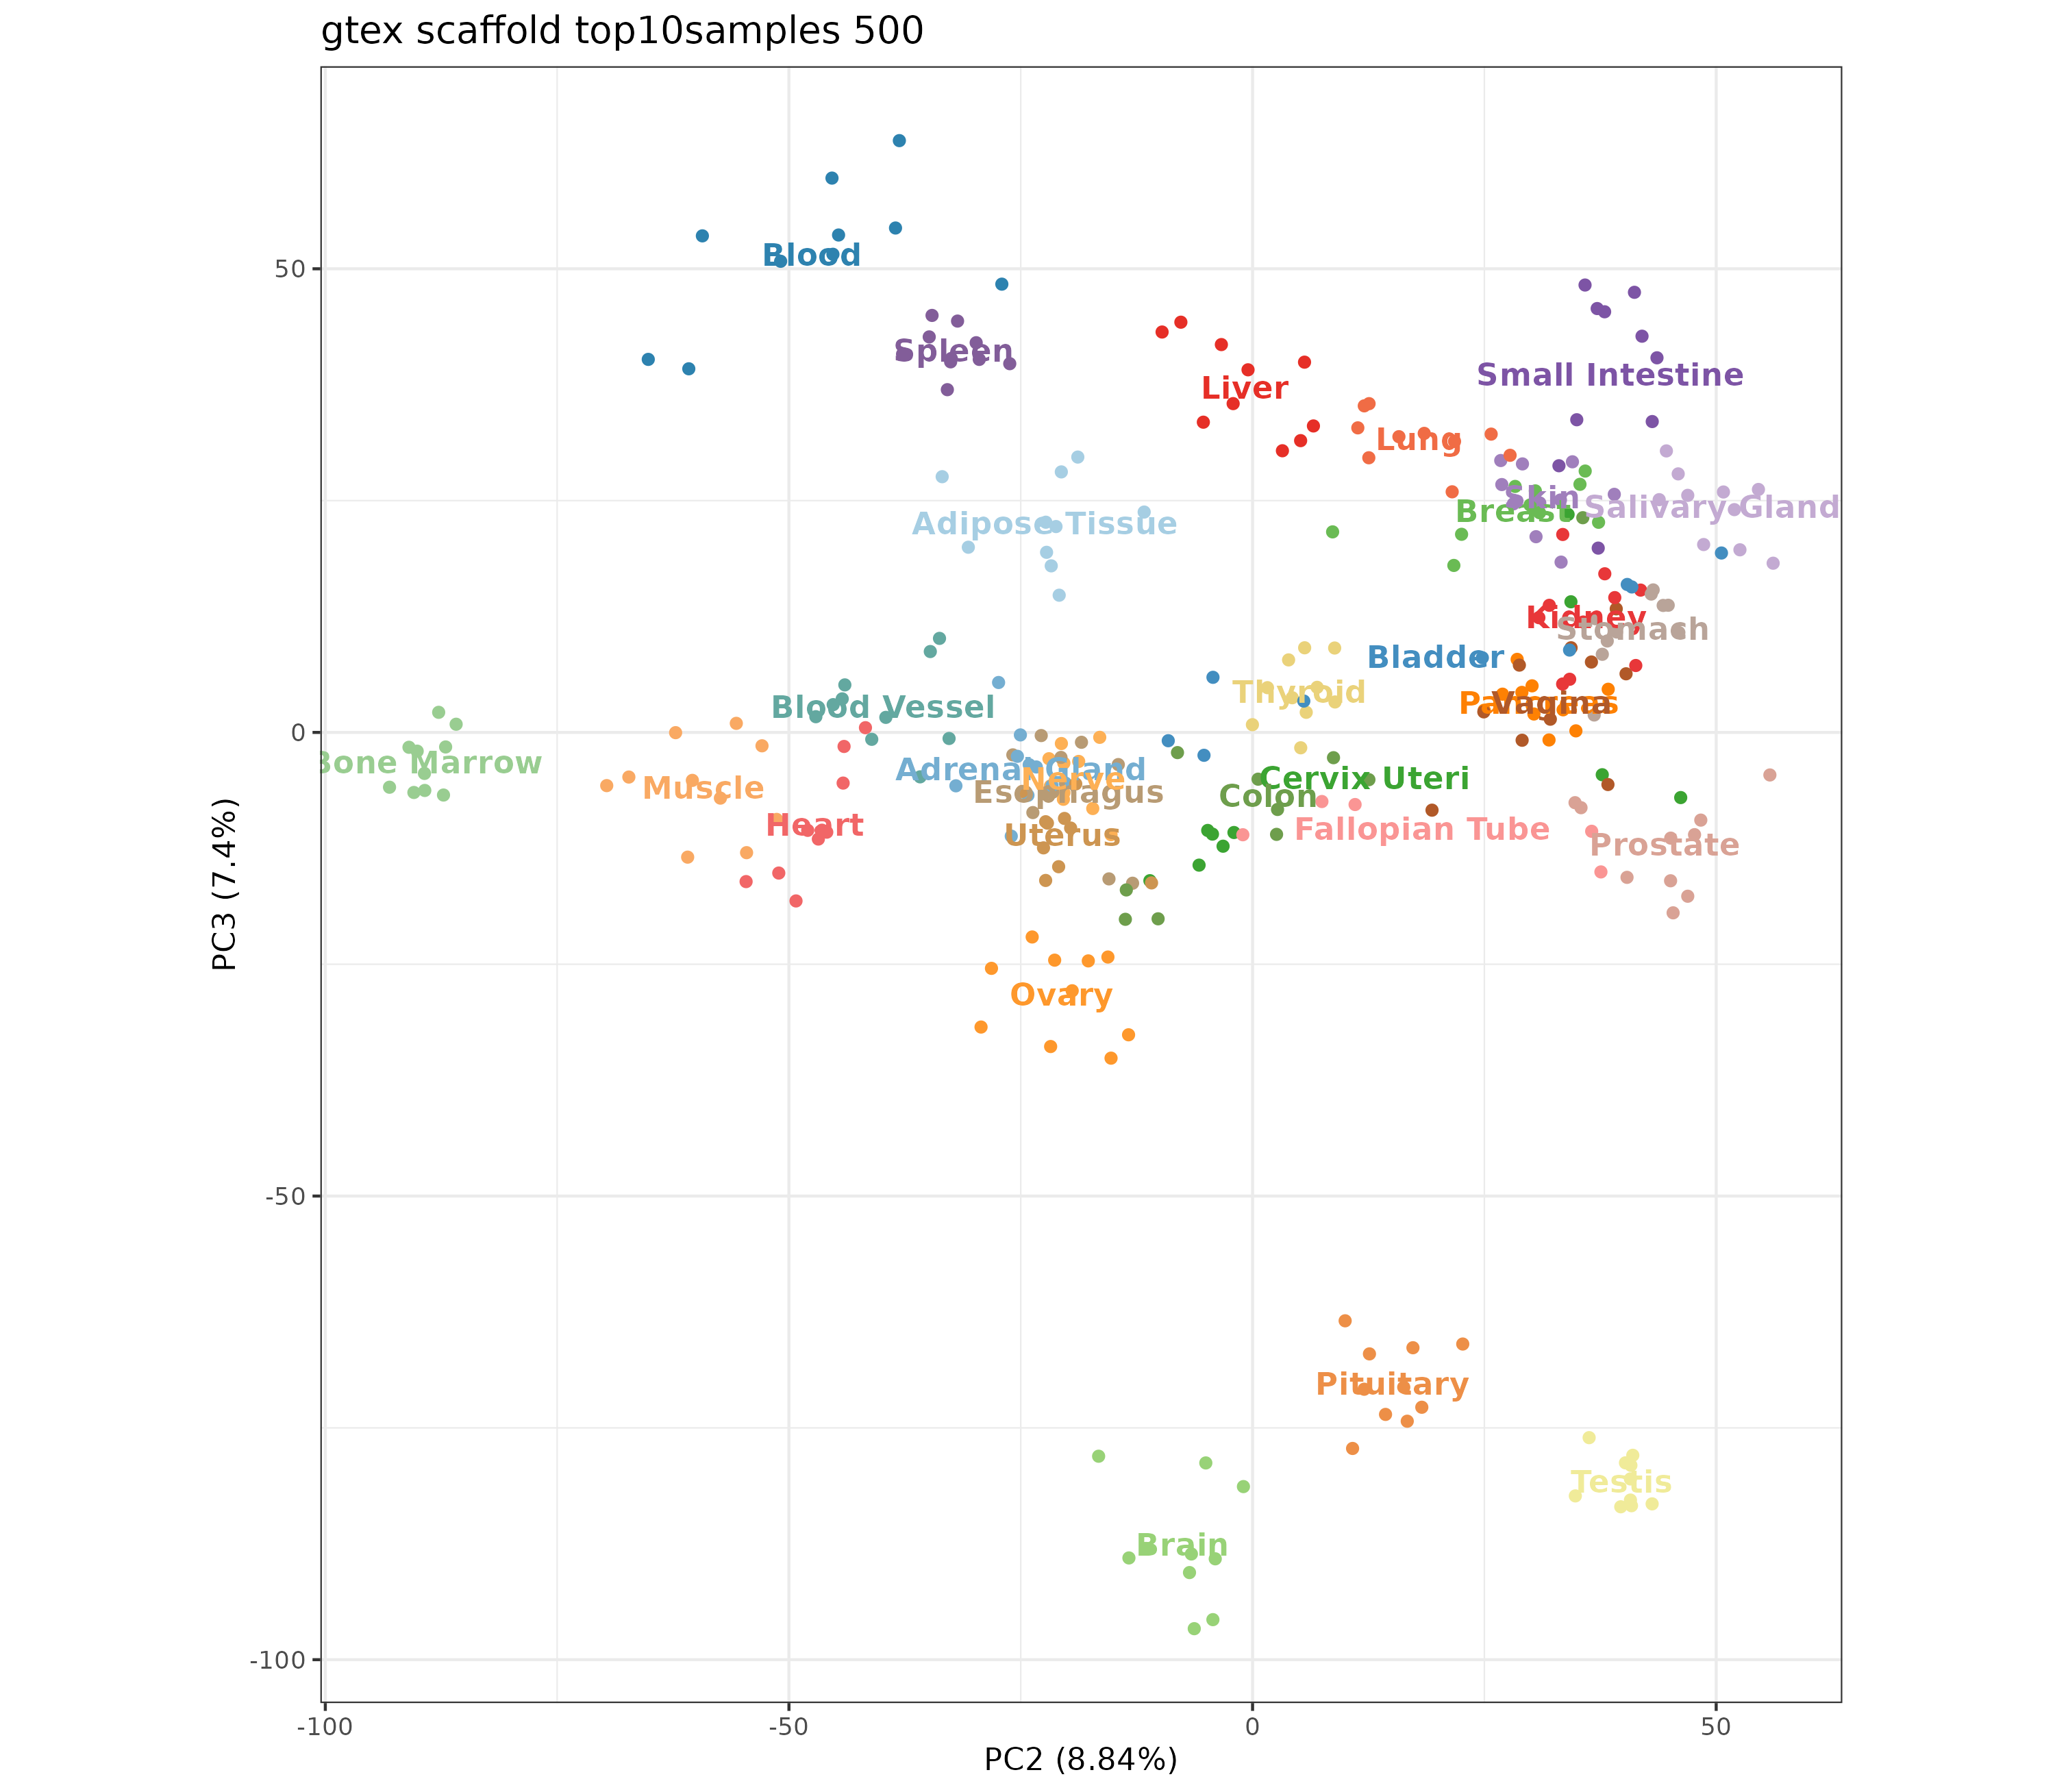 gtex scaffold top10samples 500
50
0
-50
-100
PC3 (7.4%)
Blood
Spleen
Liver
Small Intestine
Lung
Skin
Salivary Gland
Breast
Adipose Tissue
Kidney
Stomach
Bladder
Thyroid
Pancreas
Vagina
Blood Vessel
Bone Marrow
Adrenal Gland
Nerve
Cervix Uteri
Muscle
Esophagus
Colon
Heart
Uterus
Fallopian Tube
Prostate
Ovary
Pituitary
Testis
Brain
-100
-50
0
50
PC2 (8.84%)